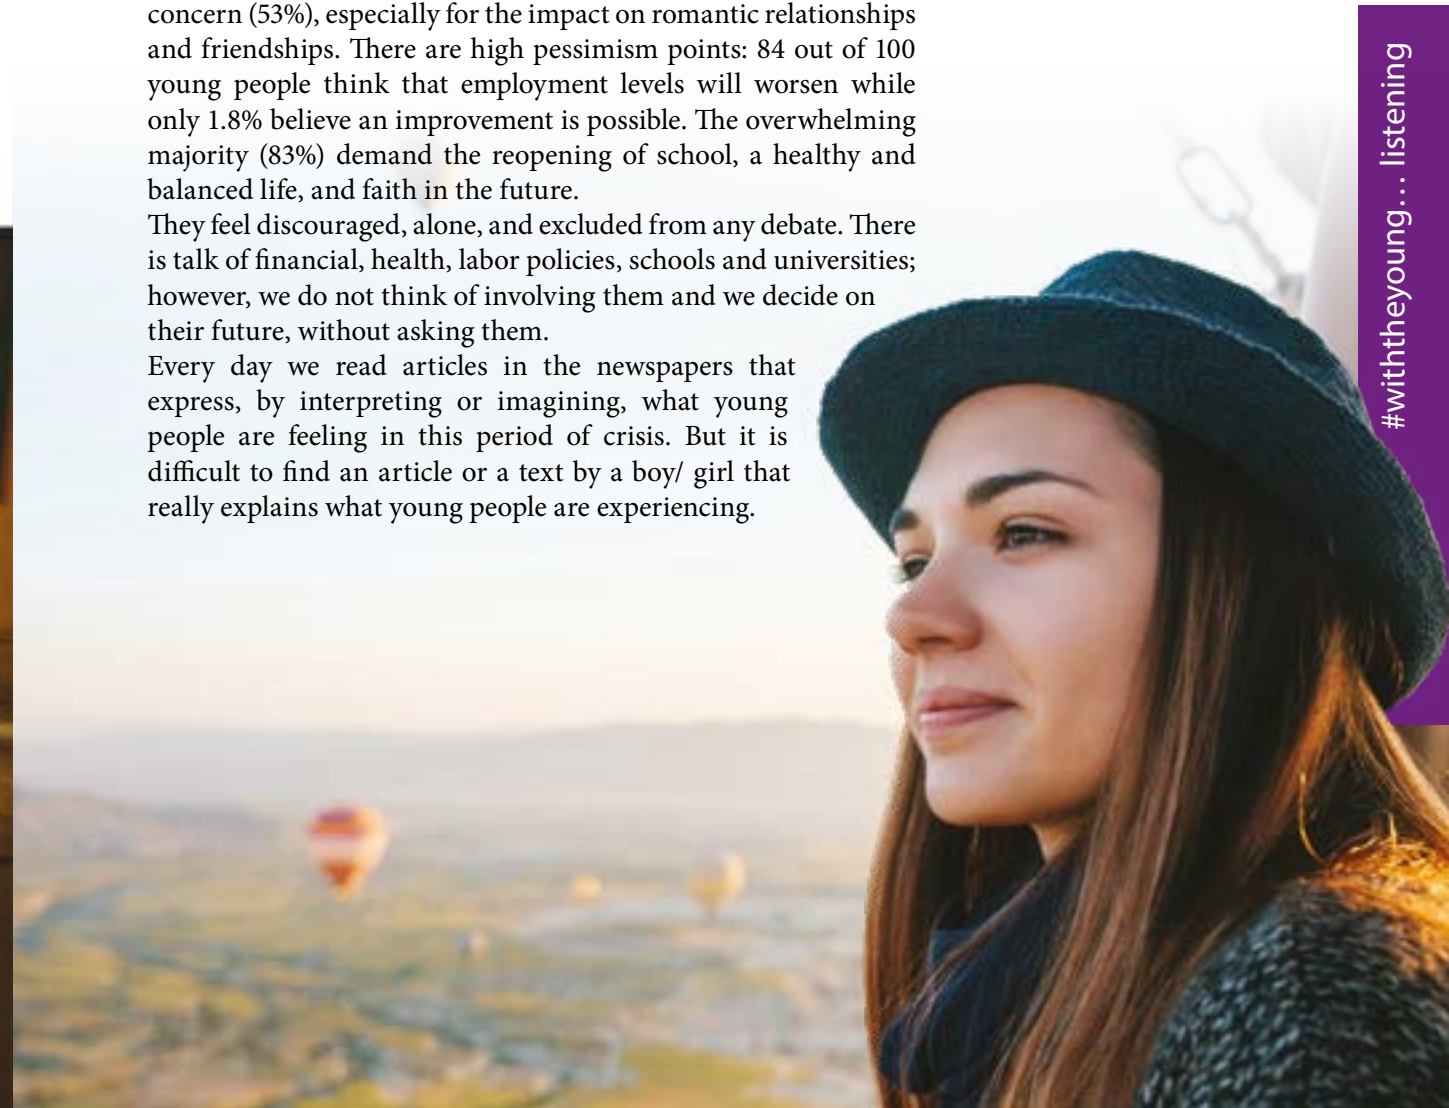 concern (53%), especially for the impact on romantic relationships
and friendships. There are high pessimism points: 84 out of 100
young people think that employment levels will worsen while
only 1.8% believe an improvement is possible. The overwhelming
majority (83%) demand the reopening of school, a healthy and
balanced life, and faith in the future.
They feel discouraged, alone, and excluded from any debate. There
is talk of financial, health, labor policies, schools and universities;
however, we do not think of involving them and we decide on
their future, without asking them.
Every day we read articles in the newspapers that
express, by interpreting or imagining, what young
people are feeling in this period of crisis. But it is
difficult to find an article or a text by a boy/ girl that
really explains what young people are experiencing.
#withtheyoung... listening